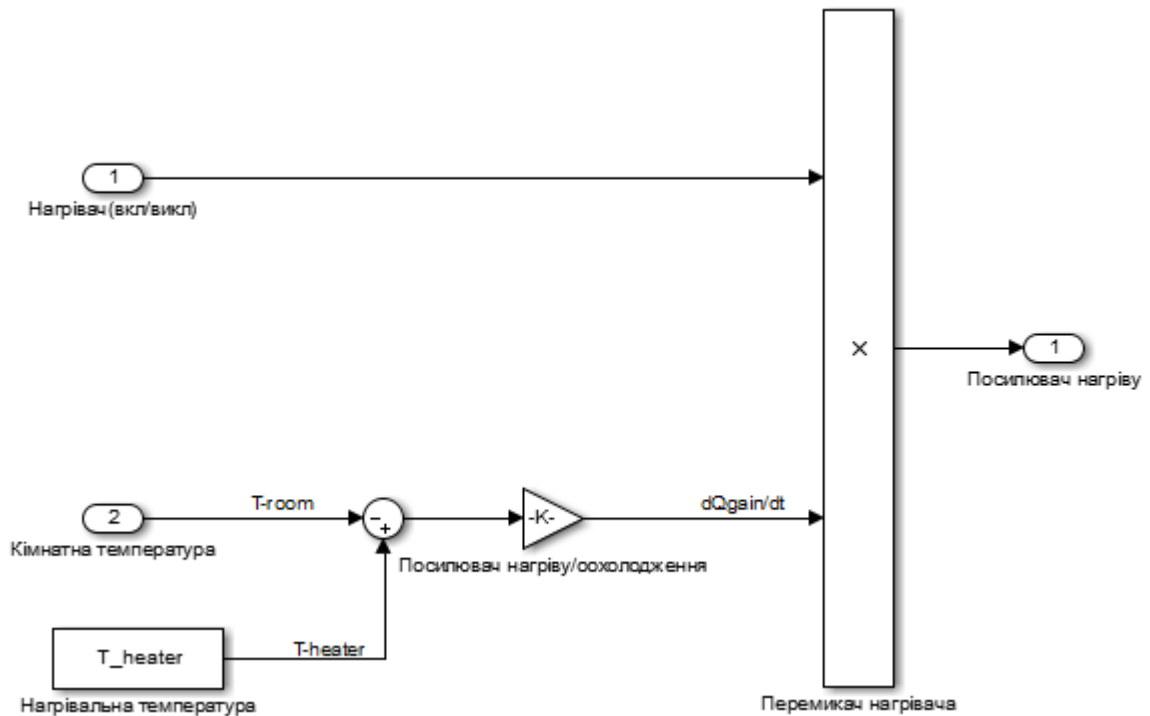 1
Нагрівач(вкл/викл)
×
1
Посилювач нагріву
2
T-room
-K-
dQgain/dt
Кімнатна температура
Посилювач нагріву/оохолодження
T_heater
T-heater
Нагрівальна температура
Перемикач нагрівача